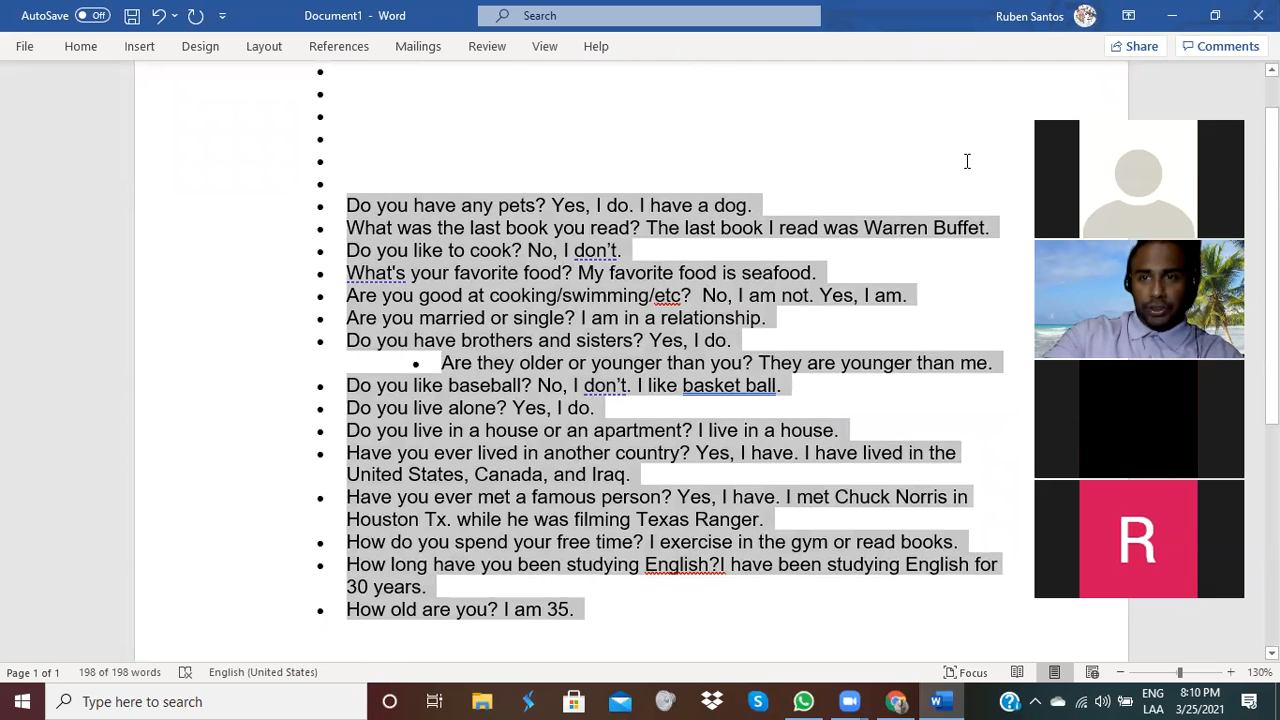 AutoSave Off Document1 - Word Search Ruben Santos
File Home Insert Design Layout References Mailings Review View Help Share Comments
Do you have any pets? Yes, I do. I have a dog.
What was the last book you read? The last book I read was Warren Buffet.
Do you like to cook? No, I don't.
What's your favorite food? My favorite food is seafood.
Are you good at cooking/swimming/etc?  No, I am not. Yes, I am.
Are you married or single? I am in a relationship.
Do you have brothers and sisters? Yes, I do.
Are they older or younger than you? They are younger than me.
Do you like baseball? No, I don't. I like basket ball.
Do you live alone? Yes, I do.
Do you live in a house or an apartment? I live in a house.
Have you ever lived in another country? Yes, I have. I have lived in the
United States, Canada, and Iraq.
Have you ever met a famous person? Yes, I have. I met Chuck Norris in
Houston Tx. while he was filming Texas Ranger.
How do you spend your free time? I exercise in the gym or read books.
How long have you been studying English?I have been studying English for
30 years.
How old are you? I am 35.
R
Page 1 of 1 198 of 198 words English (United States) Focus 130%
Type here to search ENG 8:10 PM
LAA 3/25/2021